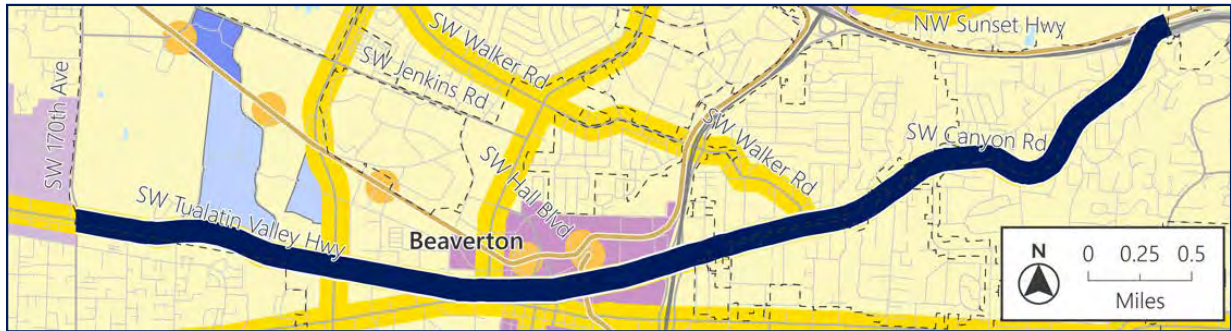 NW Sunset Hwy
SW Walker Rd
SW Jenkins Rd
SW 170th Ave
SW Walker Rd
SW Canyon Rd
SW Hall Blvd
SW Tualatin Valley Hwy
Beaverton
N
0 0.25 0.5
Miles